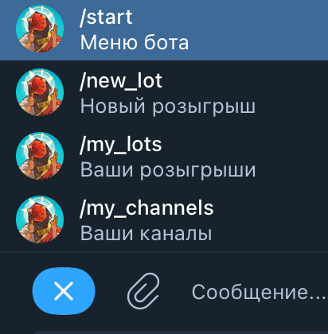 /start
Меню бота
/new_lot
Новый розыгрыш
/my_lots
Ваши розыгрыши
/my_channels
Ваши каналы
Сообщение...